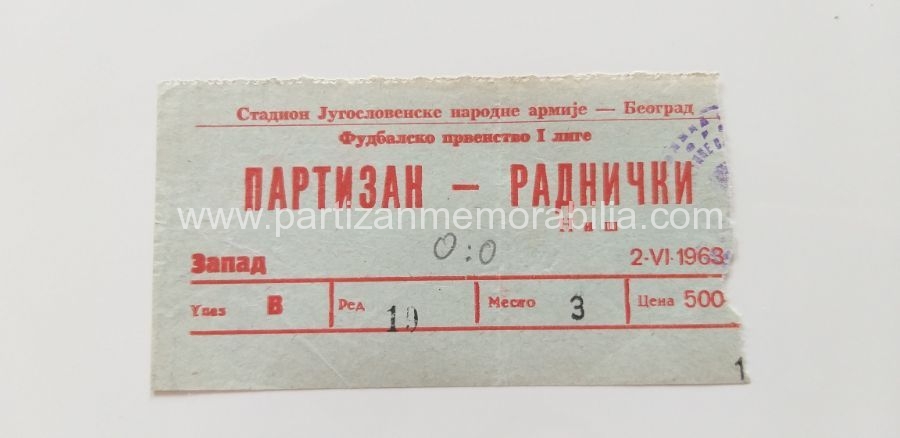 Стадион Југословенске народне армије — Београд
Фудбалско првенство I лиге
ПАРТИЗАН — РАДНИЧКИ
www.partizanmemorabilia.com
Ниш
0:0
Запад
2-VI-1963
Улаз В Ред 10 Место 3 Цена 500
1